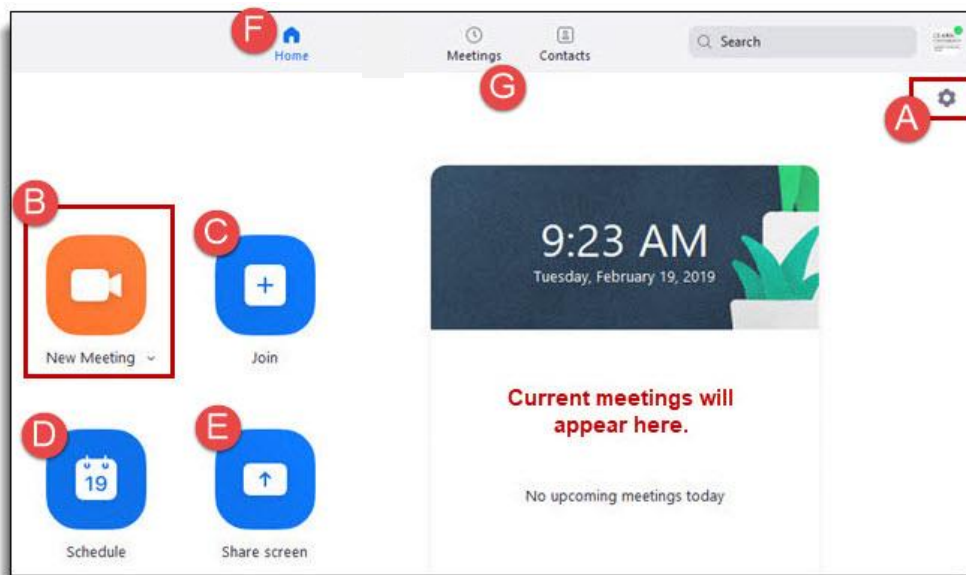 F
Home
Meetings
Contacts
Search
G
A
B
New Meeting
C
Join
D
19
Schedule
E
Share screen
9:23 AM
Tuesday, February 19, 2019
Current meetings will
appear here.
No upcoming meetings today